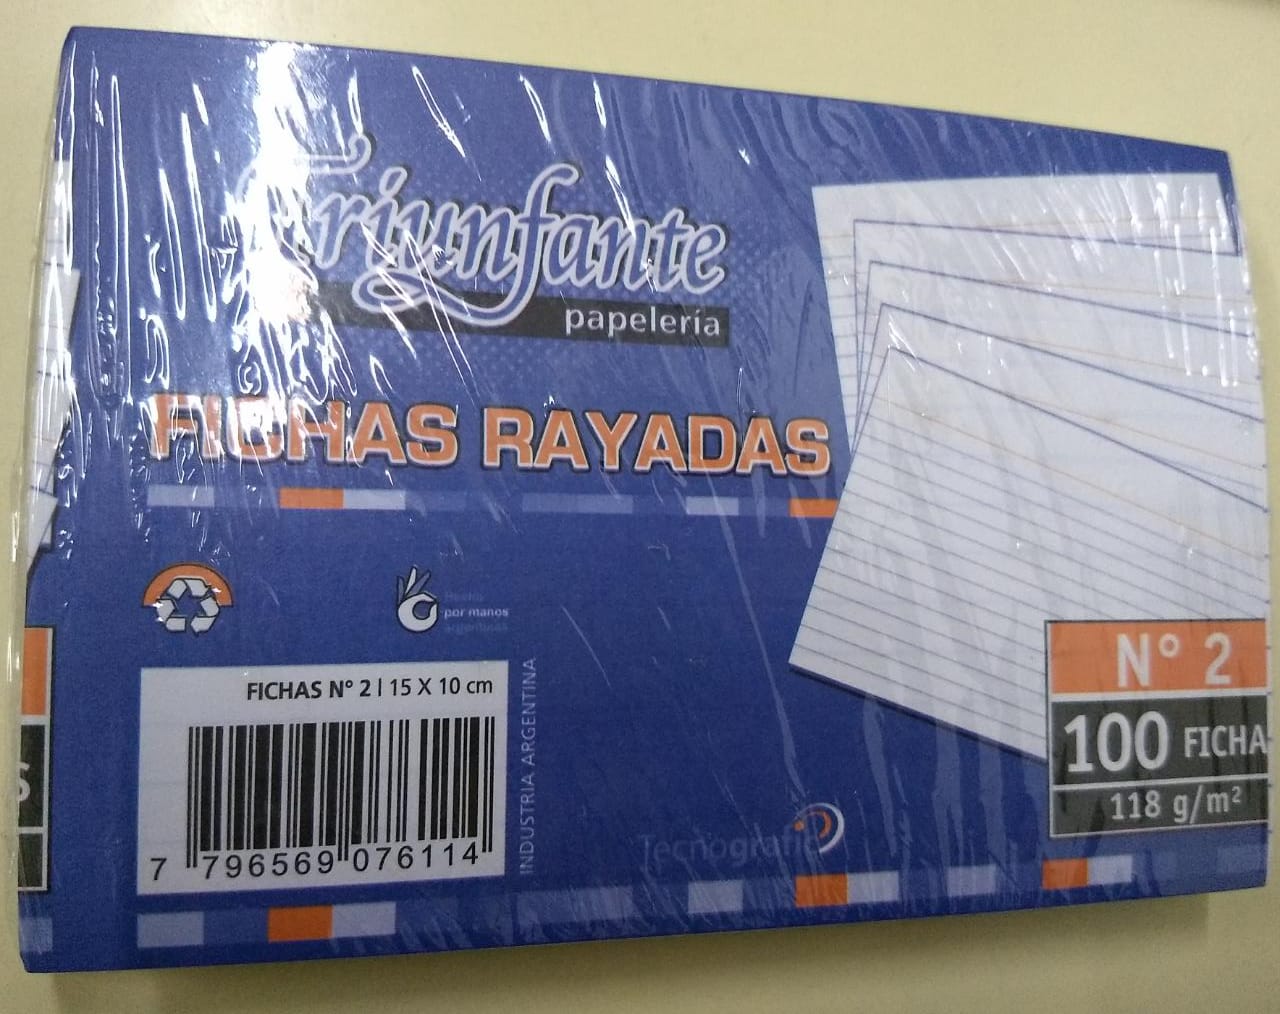 Triunfante
papelería
FICHAS RAYADAS
Hecho
por manos
argentinas
FICHAS N° 2 | 15 X 10 cm
7 796569 076114
INDUSTRIA ARGENTINA
Tecnografic
N° 2
100 FICHA
118 g/m²
S